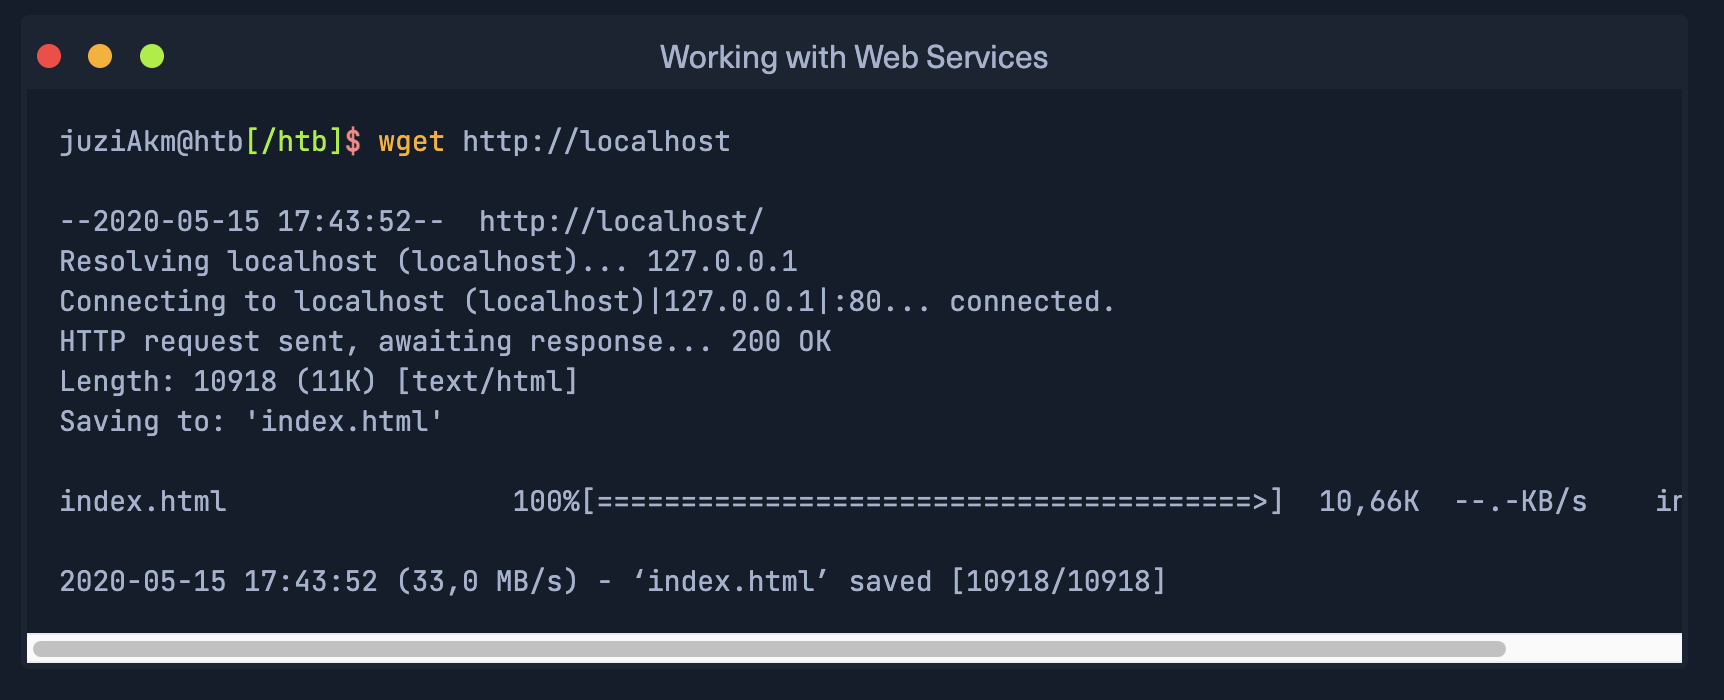 Working with Web Services
juziAkm@htb[/htb]$ wget http://localhost
--2020-05-15 17:43:52--  http://localhost/
Resolving localhost (localhost)... 127.0.0.1
Connecting to localhost (localhost)|127.0.0.1|:80... connected.
HTTP request sent, awaiting response... 200 OK
Length: 10918 (11K) [text/html]
Saving to: 'index.html'
index.html                 100%[=======================================>]  10,66K  --.-KB/s
2020-05-15 17:43:52 (33,0 MB/s) - ‘index.html’ saved [10918/10918]